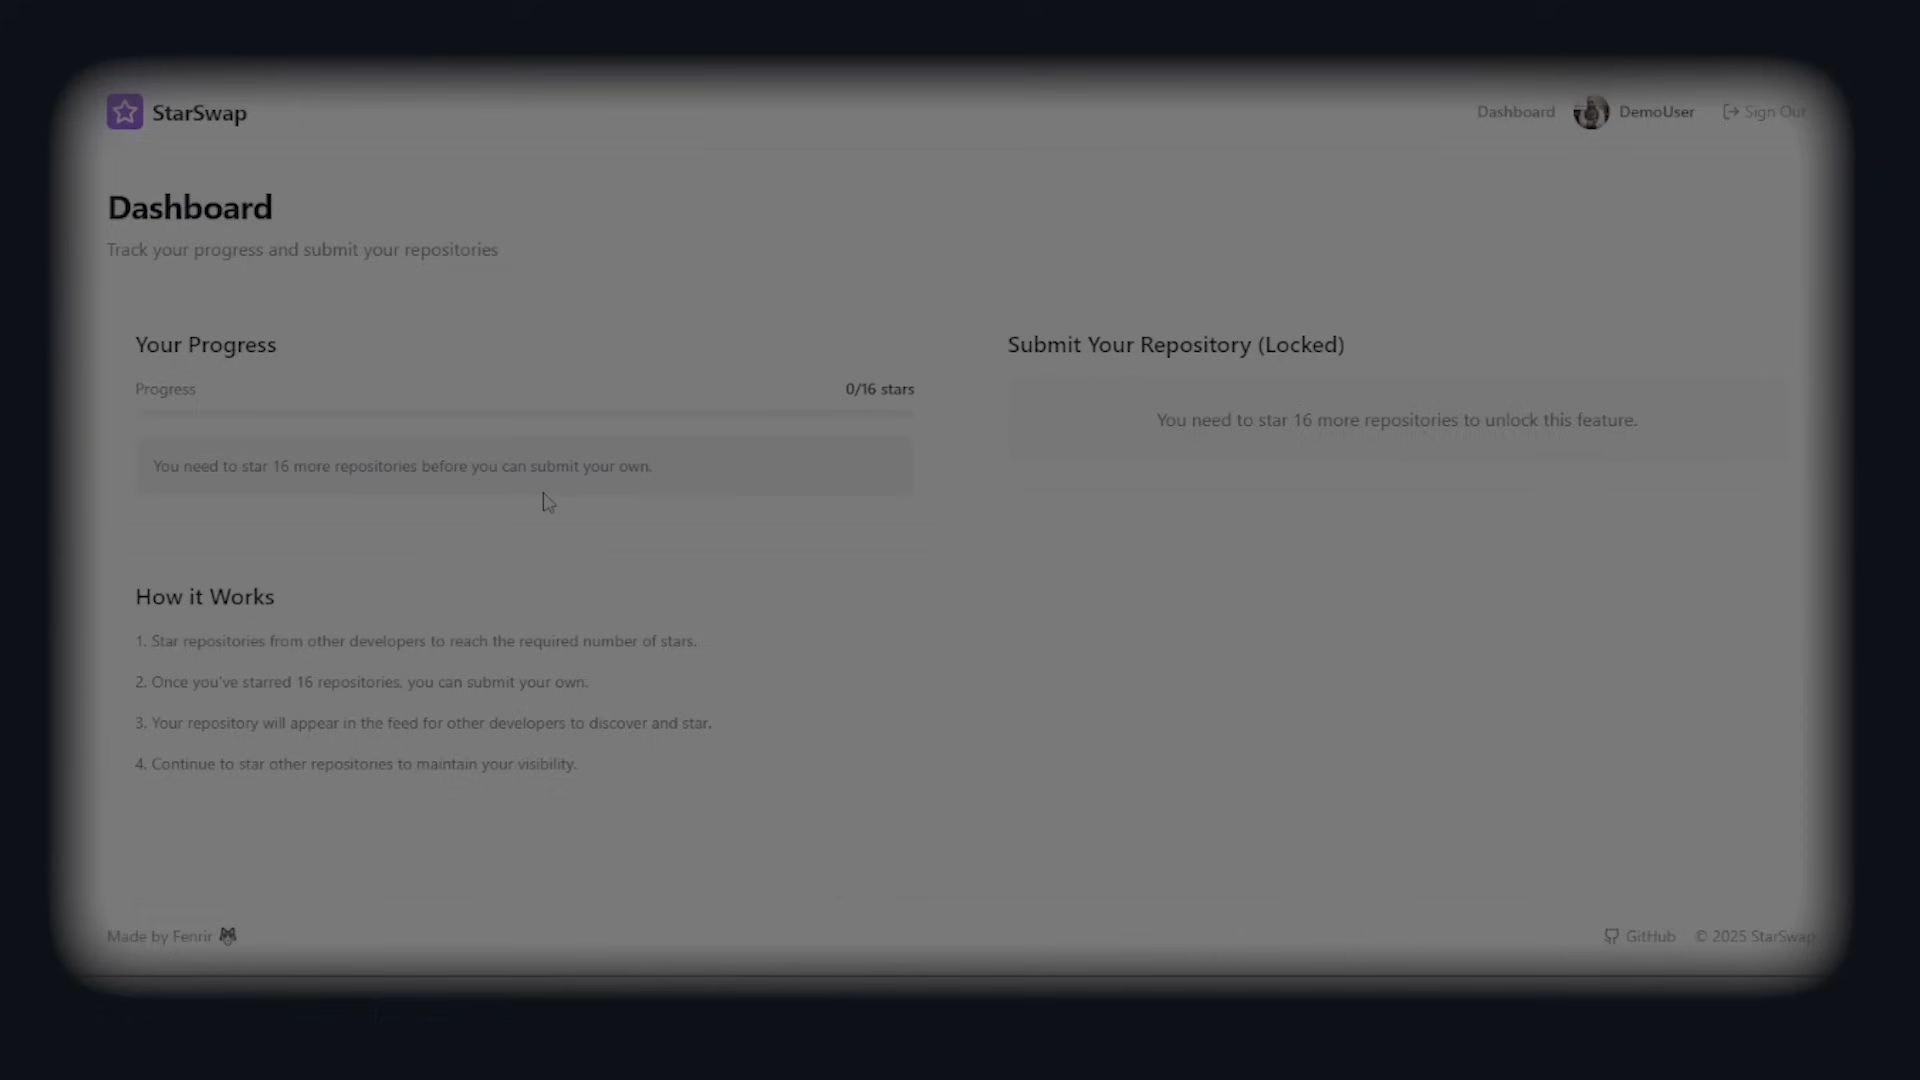 StarSwap
Dashboard
DemoUser
Sign Out
Dashboard
Track your progress and submit your repositories
Your Progress
Progress
0/16 stars
You need to star 16 more repositories before you can submit your own.
Submit Your Repository (Locked)
You need to star 16 more repositories to unlock this feature.
How it Works
1. Star repositories from other developers to reach the required number of stars.
2. Once you've starred 16 repositories, you can submit your own.
3. Your repository will appear in the feed for other developers to discover and star.
4. Continue to star other repositories to maintain your visibility.
Made by Fenrir
GitHub
© 2025 StarSwap